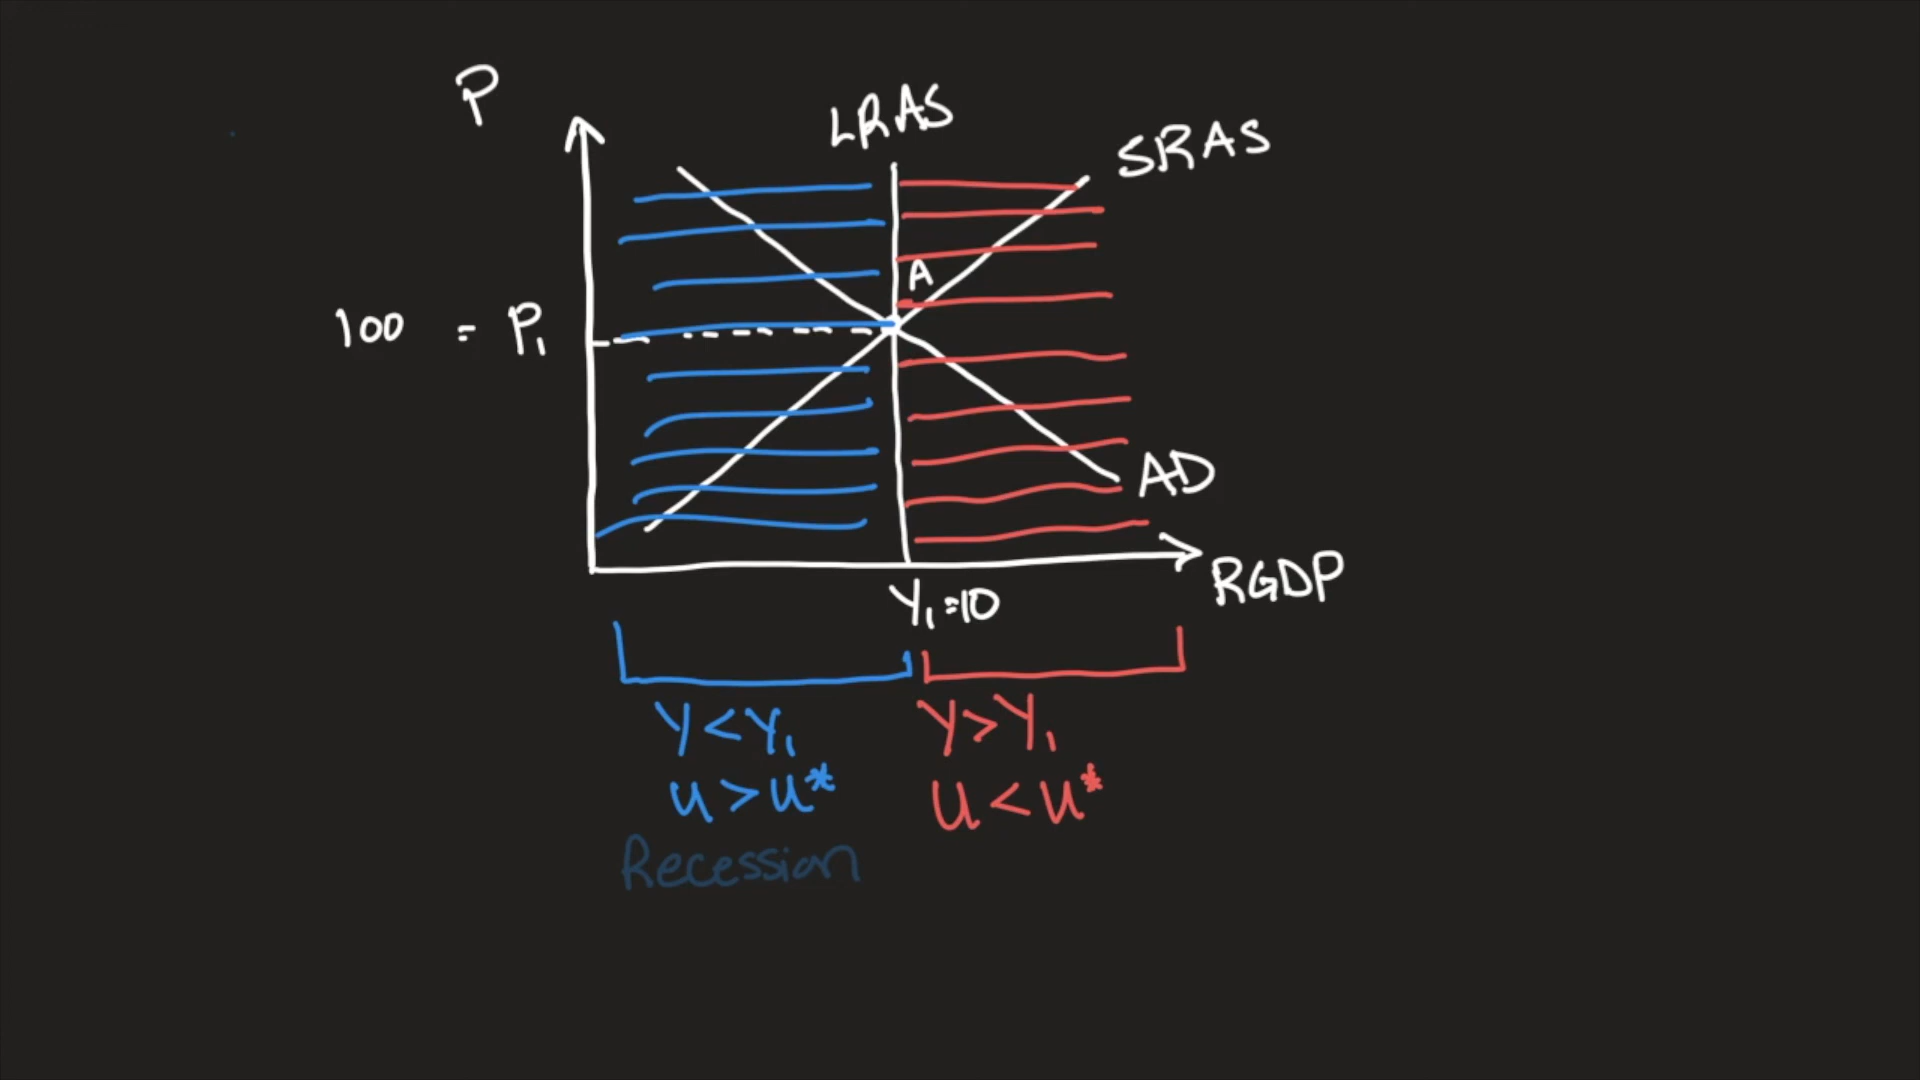 P
LRAS
SRAS
A
100 = P₁
AD
RGDP
Y₁=10
Y<Y₁
Y>Y₁
u>u*
u<u*
Recession